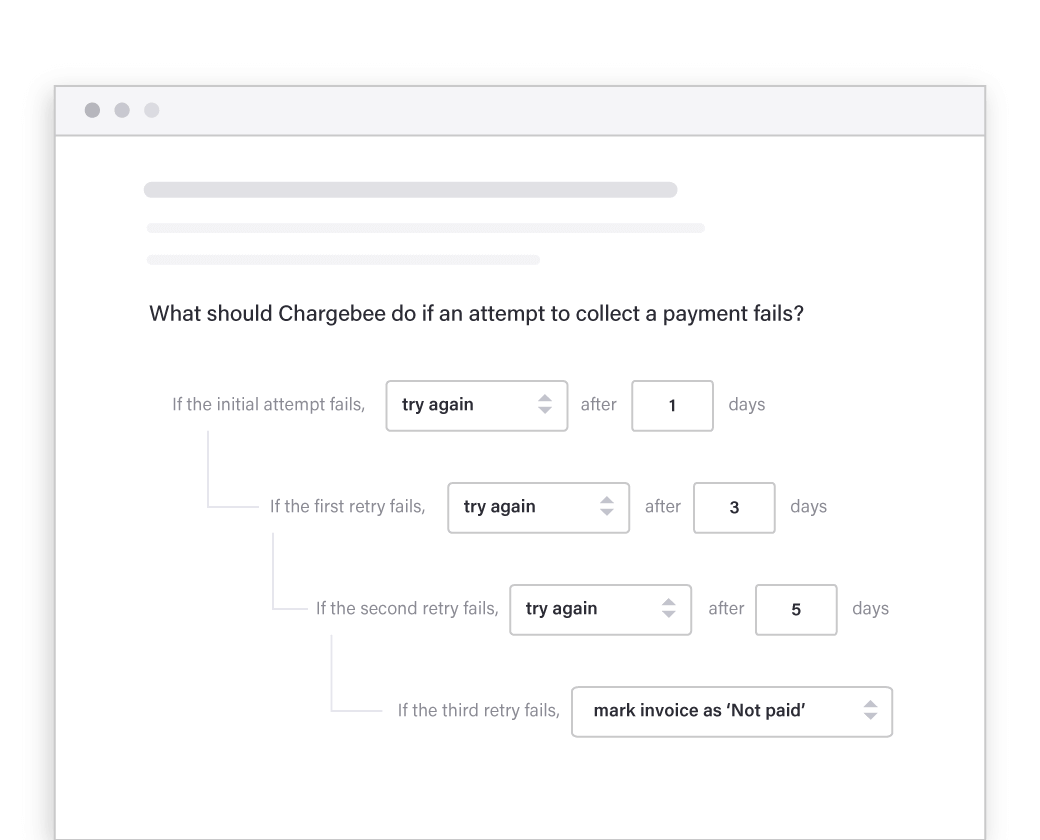 What should Chargebee do if an attempt to collect a payment fails?
If the initial attempt fails, try again after 1 days
If the first retry fails, try again after 3 days
If the second retry fails, try again after 5 days
If the third retry fails, mark invoice as ‘Not paid’